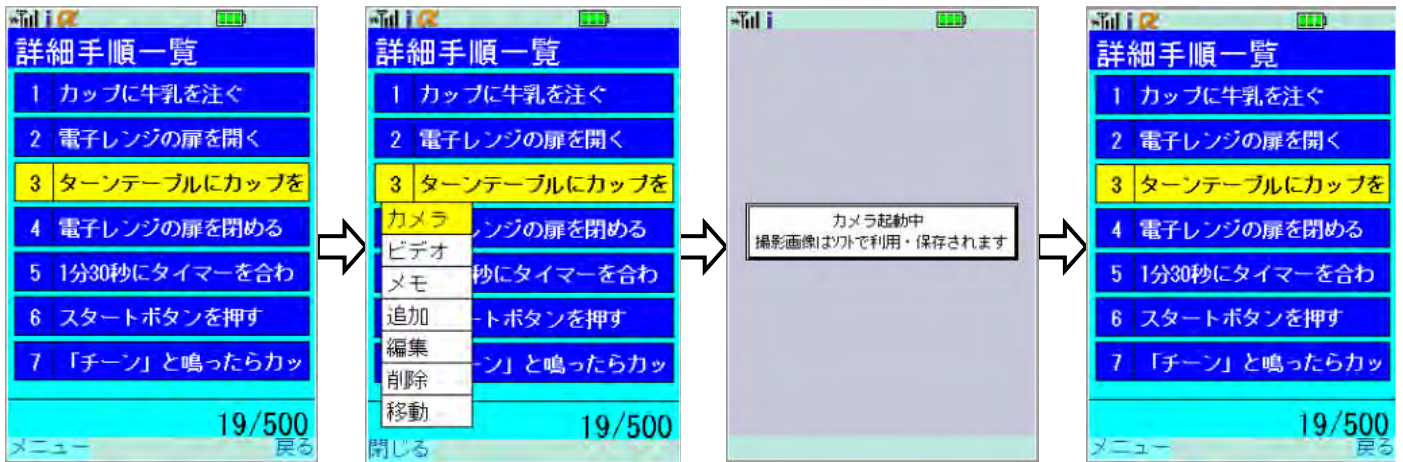 詳細手順一覧
1 カップに牛乳を注ぐ
2 電子レンジの扉を開く
3 ターンテーブルにカップを
4 電子レンジの扉を閉める
5 1分30秒にタイマーを合わ
6 スタートボタンを押す
7 「チーン」と鳴ったらカッ
19/500
メニュー 戻る
詳細手順一覧
1 カップに牛乳を注ぐ
2 電子レンジの扉を開く
3 ターンテーブルにカップを
カメラ ンジの扉を閉める
ビデオ
メモ 秒にタイマーを合わ
追加 ートボタンを押す
編集
削除 ーン」と鳴ったらカッ
移動
19/500
閉じる
カメラ起動中
撮影画像はソフトで利用・保存されます
詳細手順一覧
1 カップに牛乳を注ぐ
2 電子レンジの扉を開く
3 ターンテーブルにカップを
4 電子レンジの扉を閉める
5 1分30秒にタイマーを合わ
6 スタートボタンを押す
7 「チーン」と鳴ったらカッ
19/500
メニュー 戻る